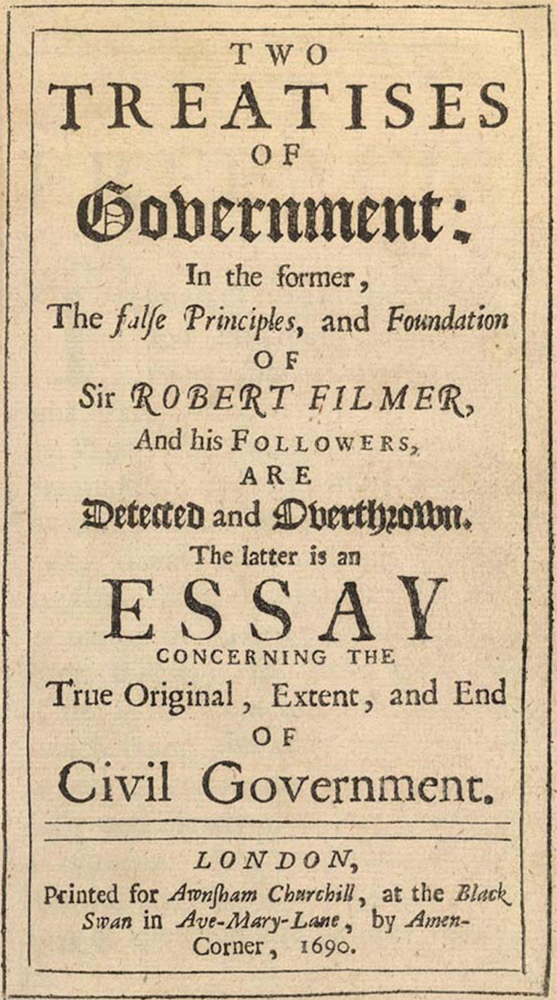 TWO
TREATISES
OF
Government:
In the former,
The falſe Principles, and Foundation
OF
Sir ROBERT FILMER,
And his FOLLOWERS,
ARE
Detected and Overthrown.
The latter is an
ESSAY
CONCERNING THE
True Original, Extent, and End
OF
Civil Government.
LONDON,
Printed for Awnſham Churchill, at the Black
Swan in Ave-Mary-Lane, by Amen-
Corner, 1690.